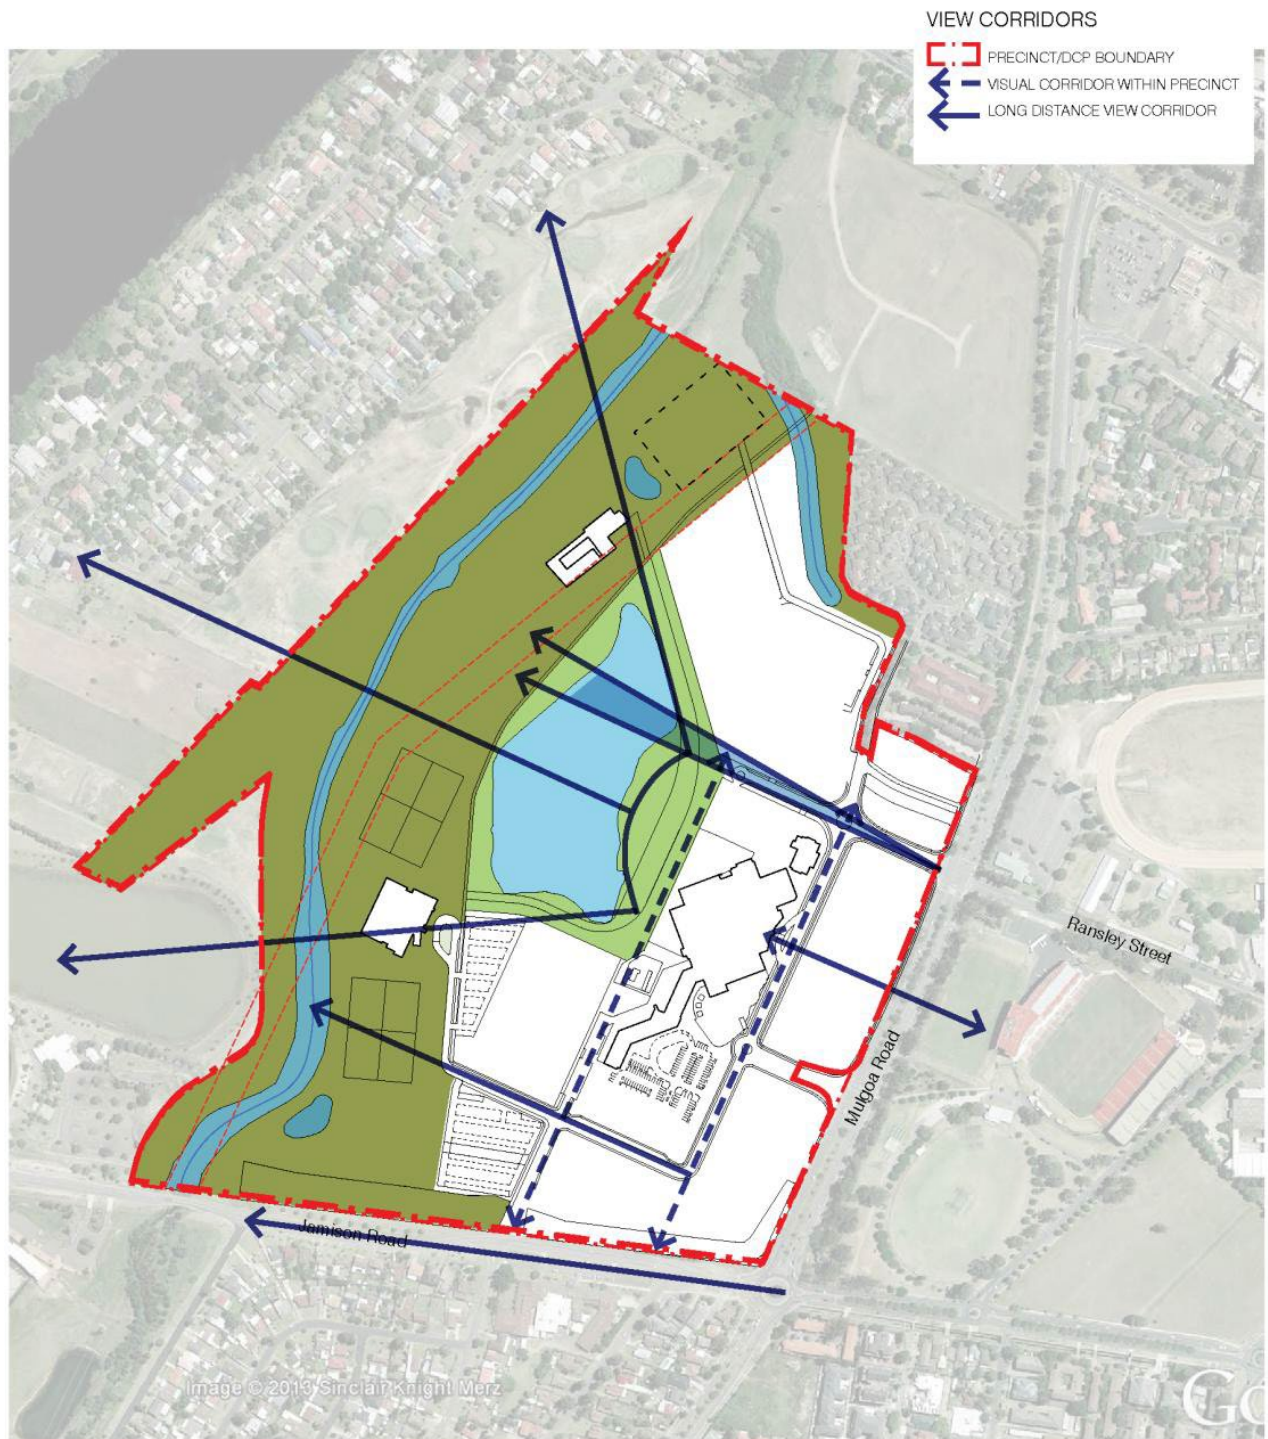 VIEW CORRIDORS
PRECINCT/DCP BOUNDARY
VISUAL CORRIDOR WITHIN PRECINCT
LONG DISTANCE VIEW CORRIDOR
Ransley Street
Mulgoa Road
Jamison Road
Image © 2013 Sinclair Knight Merz
Go